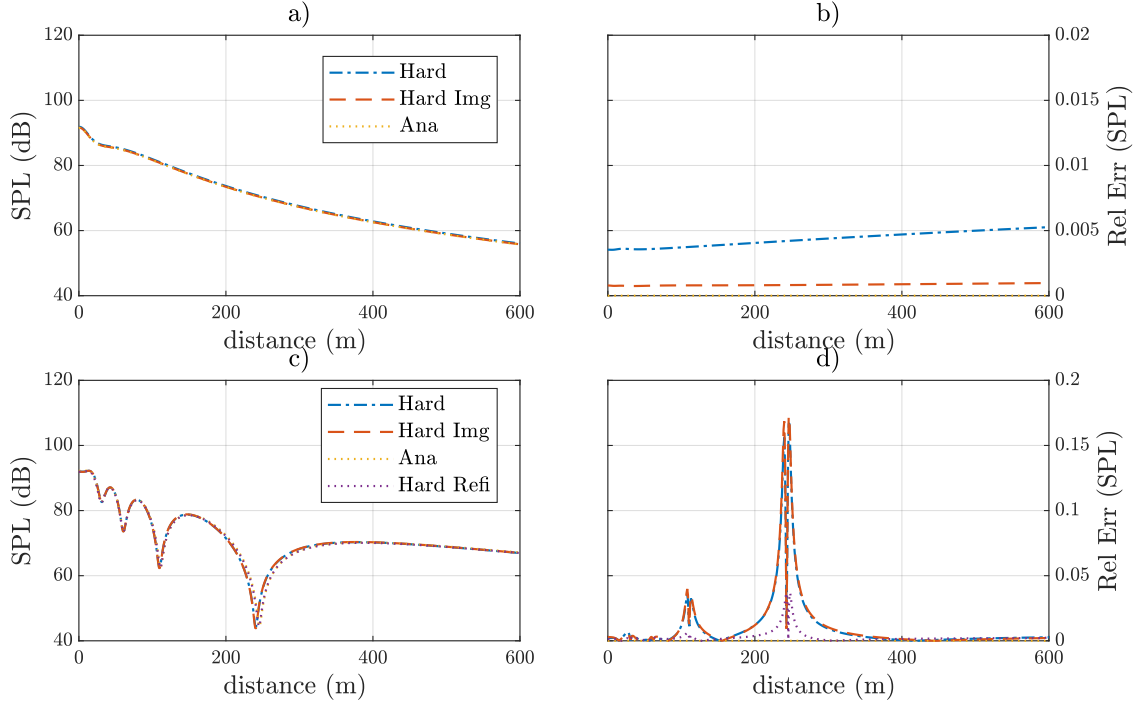 a)
120
100
80
60
40
SPL (dB)
Hard
Hard Img
Ana
0
200
400
600
distance (m)
b)
0.02
0.015
0.01
0.005
0
Rel Err (SPL)
0
200
400
600
distance (m)
c)
120
100
80
60
40
SPL (dB)
Hard
Hard Img
Ana
Hard Refi
0
200
400
600
distance (m)
d)
0.2
0.15
0.1
0.05
0
Rel Err (SPL)
0
200
400
600
distance (m)